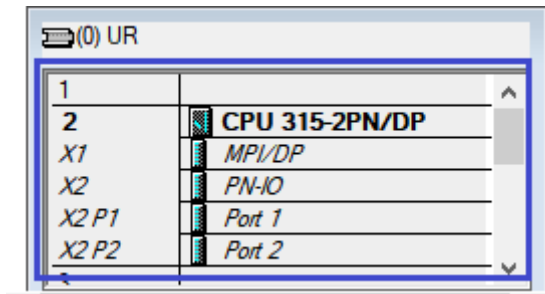 (0) UR
1
2 CPU 315-2PN/DP
X1 MPI/DP
X2 PN-IO
X2 P1 Port 1
X2 P2 Port 2